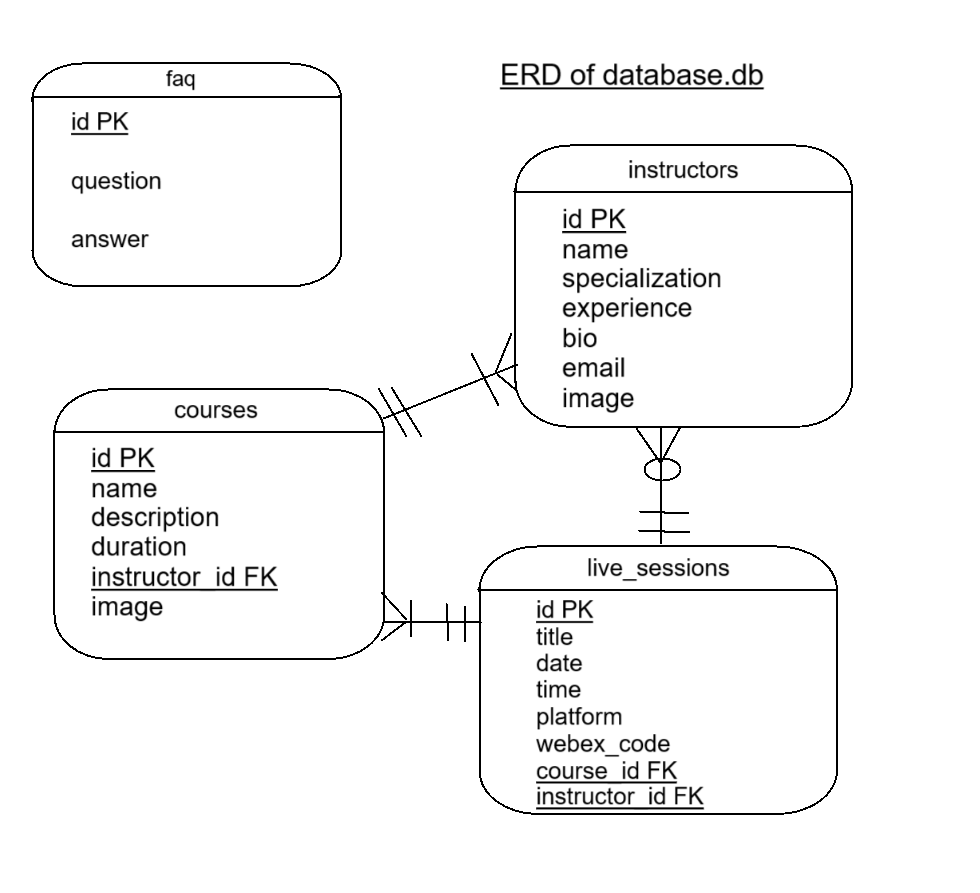 faq
id PK
question
answer
ERD of database.db
instructors
id PK
name
specialization
experience
bio
email
image
courses
id PK
name
description
duration
instructor_id FK
image
live_sessions
id PK
title
date
time
platform
webex_code
course_id FK
instructor_id FK